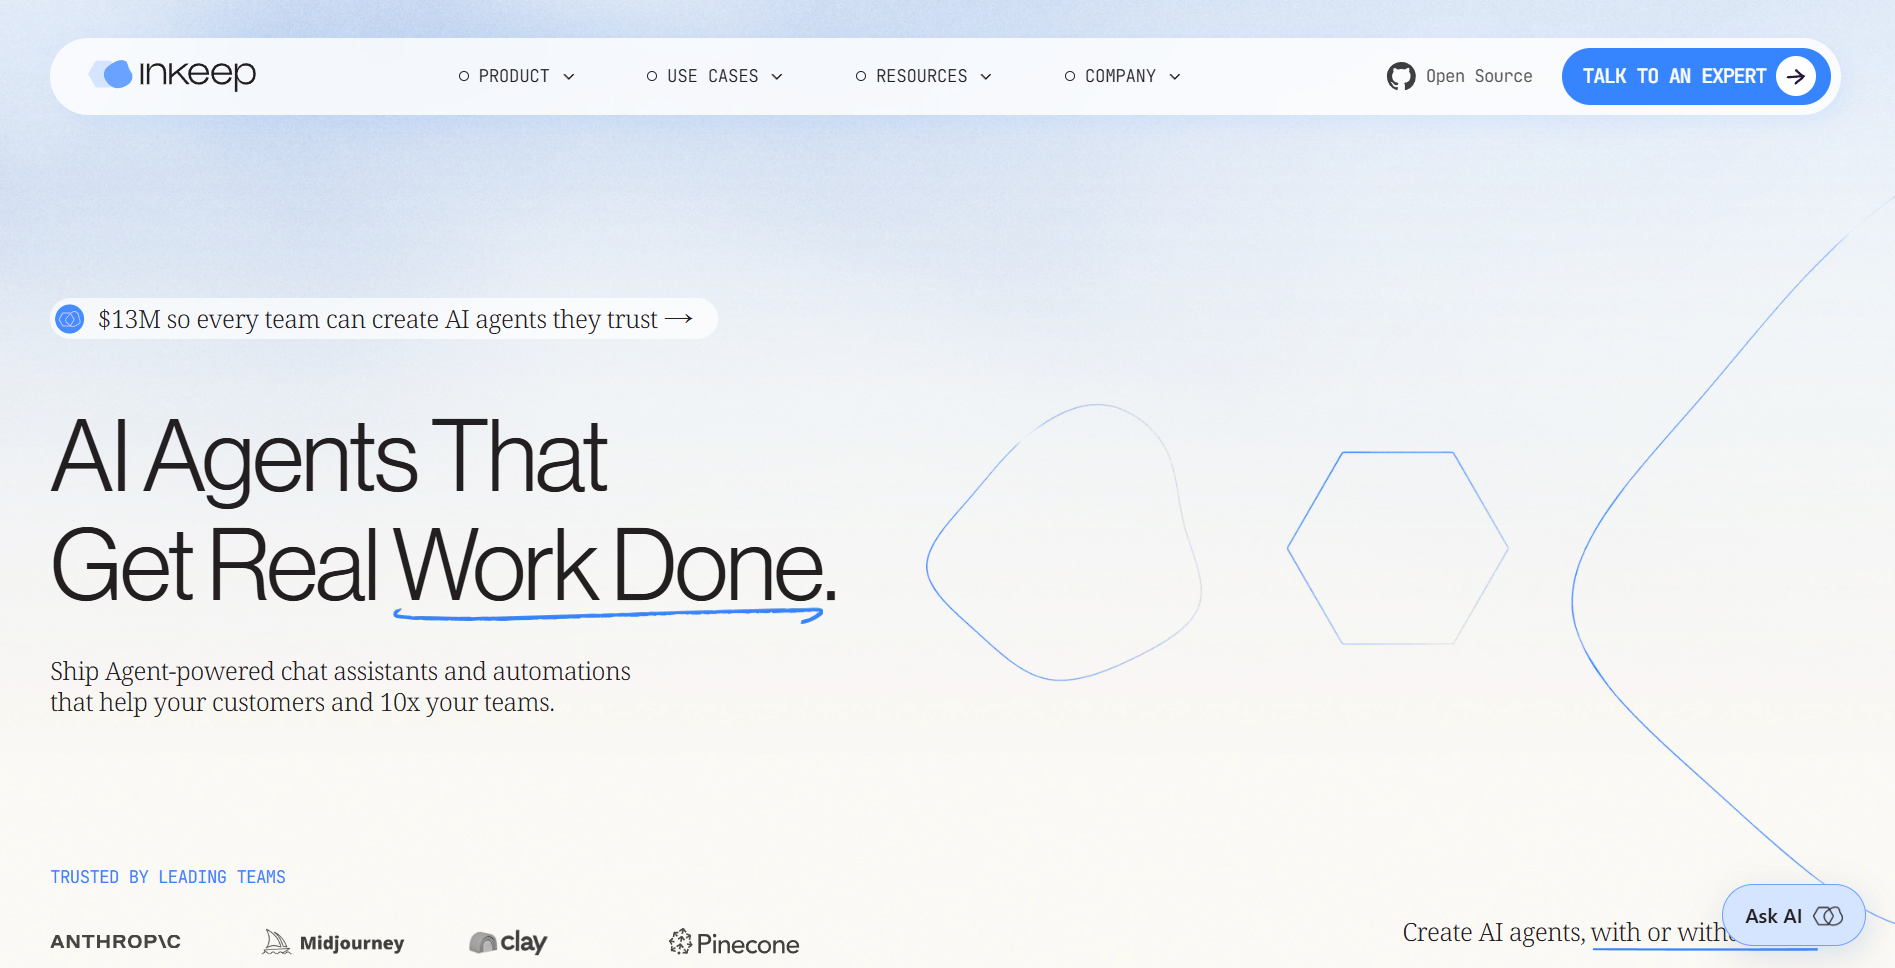 inkeep
PRODUCT
USE CASES
RESOURCES
COMPANY
Open Source
TALK TO AN EXPERT
$13M so every team can create AI agents they trust →
AI Agents That
Get Real Work Done.
Ship Agent-powered chat assistants and automations
that help your customers and 10x your teams.
TRUSTED BY LEADING TEAMS
ANTHROP\C
Midjourney
clay
Pinecone
Create AI agents, with or
Ask AI